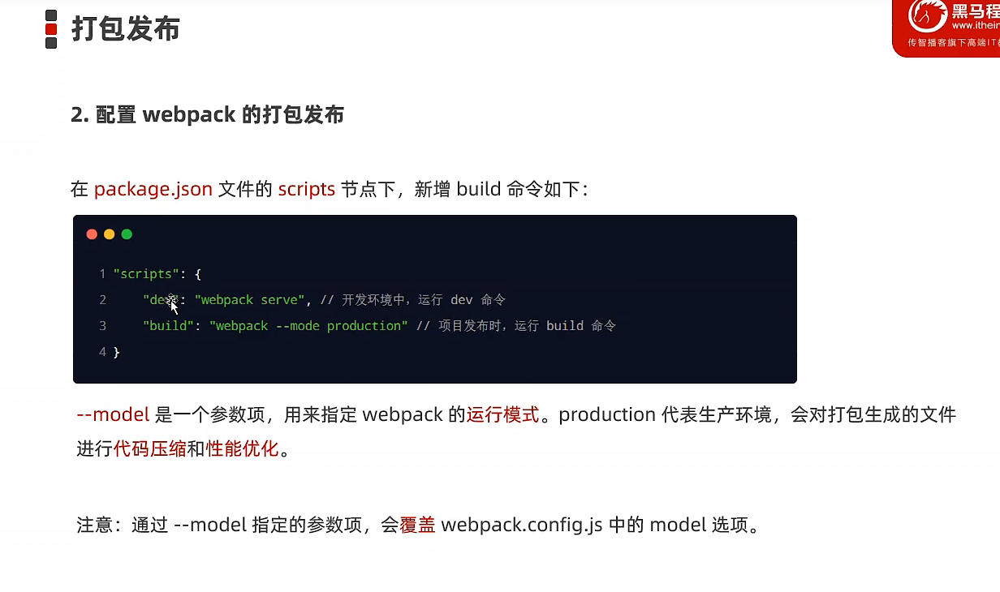 打包发布
黑马程
www.ithein
传智播客旗下高端IT
2. 配置 webpack 的打包发布
在 package.json 文件的 scripts 节点下，新增 build 命令如下：
1 "scripts": {
2 "dev": "webpack serve", // 开发环境中，运行 dev 命令
3 "build": "webpack --mode production" // 项目发布时，运行 build 命令
4 }
--model 是一个参数项，用来指定 webpack 的运行模式。production 代表生产环境，会对打包生成的文件
进行代码压缩和性能优化。
注意：通过 --model 指定的参数项，会覆盖 webpack.config.js 中的 model 选项。